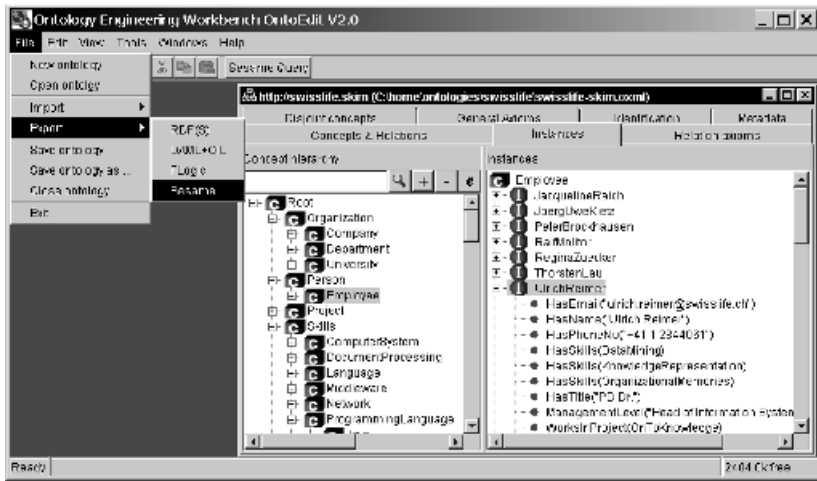 Ontology Engineering Workbench OntoEdit V2.0
File Edit View Tools Windows Help
New ontology
Open ontology
Import
Export
Save ontology
Save ontology as ...
Close ontology
Exit
RDF(S)
DAML+OIL
FLogic
Sesame
Sesame Query
http://swisslife.skim (C:\home\ontologies\swisslife\swisslife-skim.oxml)
Disjoint concepts General Axioms Identification Metadata
Concepts & Relations Instances Relation axioms
Concept hierarchy
+ -
Root
Organization
Company
Department
University
Person
Employee
Project
Skills
ComputerSystem
DocumentProcessing
Language
Middleware
Network
ProgrammingLanguage
Instances
Employee
JacquelineReich
JoergUweKietz
PeterBrockhausen
RalfMolitor
ReginaZuecker
ThorstenLau
UlrichReimer
HasEmail("ulrich.reimer@swisslife.ch")
HasName("Ulrich Reimer")
HasPhoneNo("+41 1 2844031")
HasSkills(DataMining)
HasSkills(KnowledgeRepresentation)
HasSkills(OrganizationalMemories)
HasTitle("PD Dr.")
ManagementLevel("Head of Information System
WorksInProject(OnToKnowledge)
Ready
free